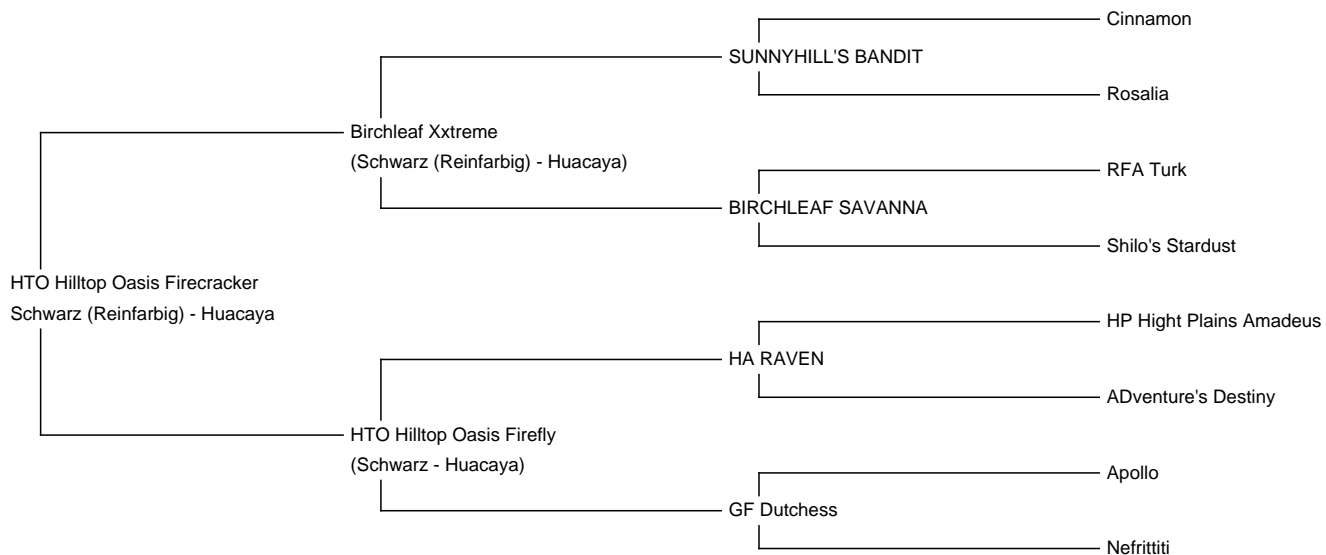 Cinnamon
SUNNYHILL'S BANDIT
Rosalia
Birchleaf Xxtreme
(Schwarz (Reinfarbig) - Huacaya)
RFA Turk
BIRCHLEAF SAVANNA
Shilo's Stardust
HTO Hilltop Oasis Firecracker
Schwarz (Reinfarbig) - Huacaya
HP Hight Plains Amadeus
HA RAVEN
ADventure's Destiny
HTO Hilltop Oasis Firefly
(Schwarz - Huacaya)
Apollo
GF Dutchess
Nefrittiti